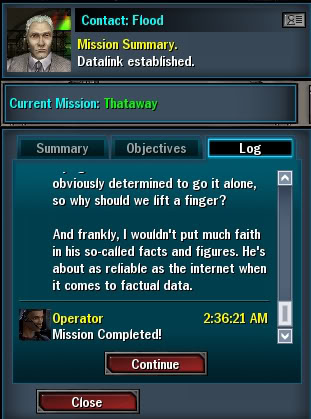 Contact: Flood
Mission Summary.
Datalink established.
Current Mission: Thataway
Summary
Objectives
Log
obviously determined to go it alone,
so why should we lift a finger?
And frankly, I wouldn't put much faith
in his so-called facts and figures. He's
about as reliable as the internet when
it comes to factual data.
Operator 2:36:21 AM
Mission Completed!
Continue
Close